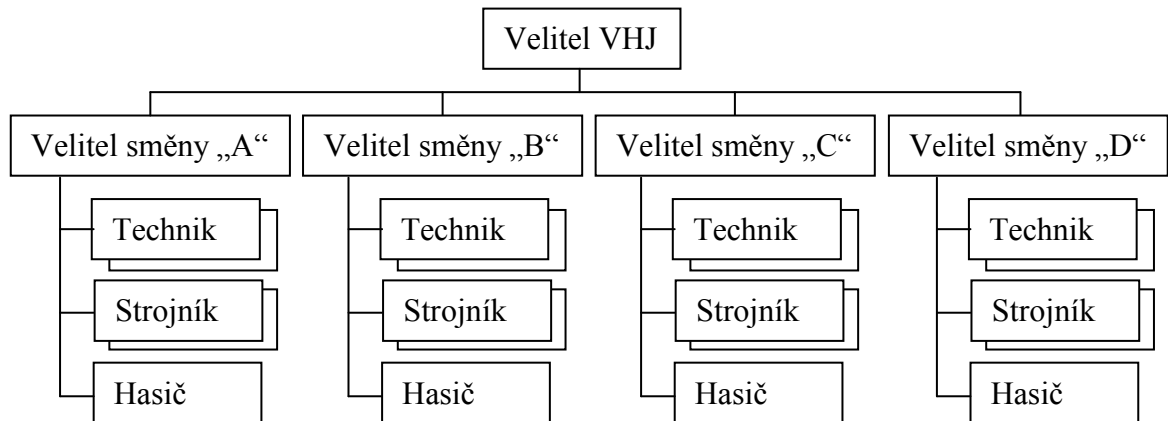 Velitel VHJ
Velitel směny „A“
Velitel směny „B“
Velitel směny „C“
Velitel směny „D“
Technik
Technik
Technik
Technik
Strojník
Strojník
Strojník
Strojník
Hasič
Hasič
Hasič
Hasič